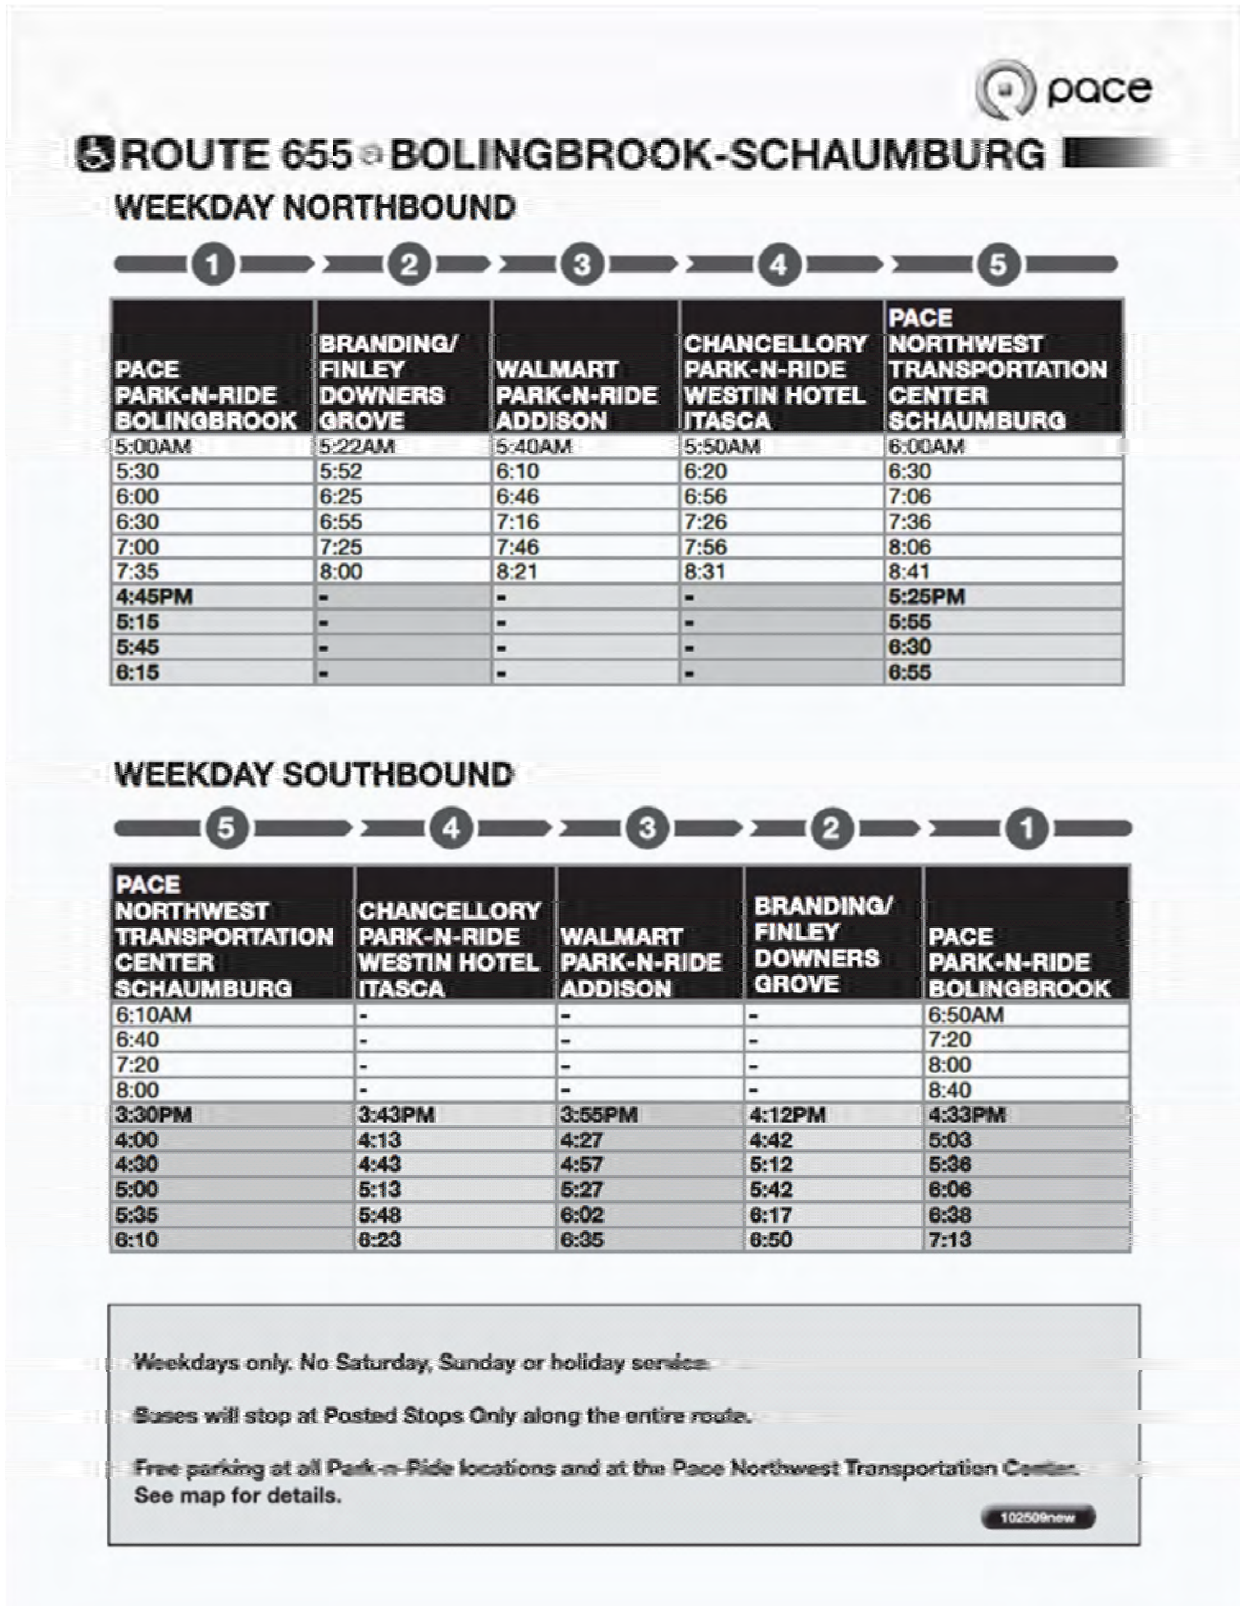 pace
ROUTE 655 BOLINGBROOK-SCHAUMBURG
WEEKDAY NORTHBOUND
1 2 3 4 5
PACE PARK-N-RIDE BOLINGBROOK BRANDING/ FINLEY DOWNERS GROVE WALMART PARK-N-RIDE ADDISON CHANCELLORY PARK-N-RIDE WESTIN HOTEL ITASCA PACE NORTHWEST TRANSPORTATION CENTER SCHAUMBURG
5:00AM 5:22AM 5:40AM 5:50AM 6:00AM
5:30 5:52 6:10 6:20 6:30
6:00 6:25 6:46 6:56 7:06
6:30 6:55 7:16 7:26 7:36
7:00 7:25 7:46 7:56 8:06
7:35 8:00 8:21 8:31 8:41
4:45PM - - - 5:25PM
5:15 - - - 5:55
5:45 - - - 6:30
6:15 - - - 6:55
WEEKDAY SOUTHBOUND
5 4 3 2 1
PACE NORTHWEST TRANSPORTATION CENTER SCHAUMBURG CHANCELLORY PARK-N-RIDE WESTIN HOTEL ITASCA WALMART PARK-N-RIDE ADDISON BRANDING/ FINLEY DOWNERS GROVE PACE PARK-N-RIDE BOLINGBROOK
6:10AM - - - 6:50AM
6:40 - - - 7:20
7:20 - - - 8:00
8:00 - - - 8:40
3:30PM 3:43PM 3:55PM 4:12PM 4:33PM
4:00 4:13 4:27 4:42 5:03
4:30 4:43 4:57 5:12 5:36
5:00 5:13 5:27 5:42 6:06
5:35 5:48 6:02 6:17 6:38
6:10 6:23 6:35 6:50 7:13
Weekdays only. No Saturday, Sunday or holiday service.
Buses will stop at Posted Stops Only along the entire route.
Free parking at all Park-n-Ride locations and at the Pace Northwest Transportation Center.
See map for details.
102509new